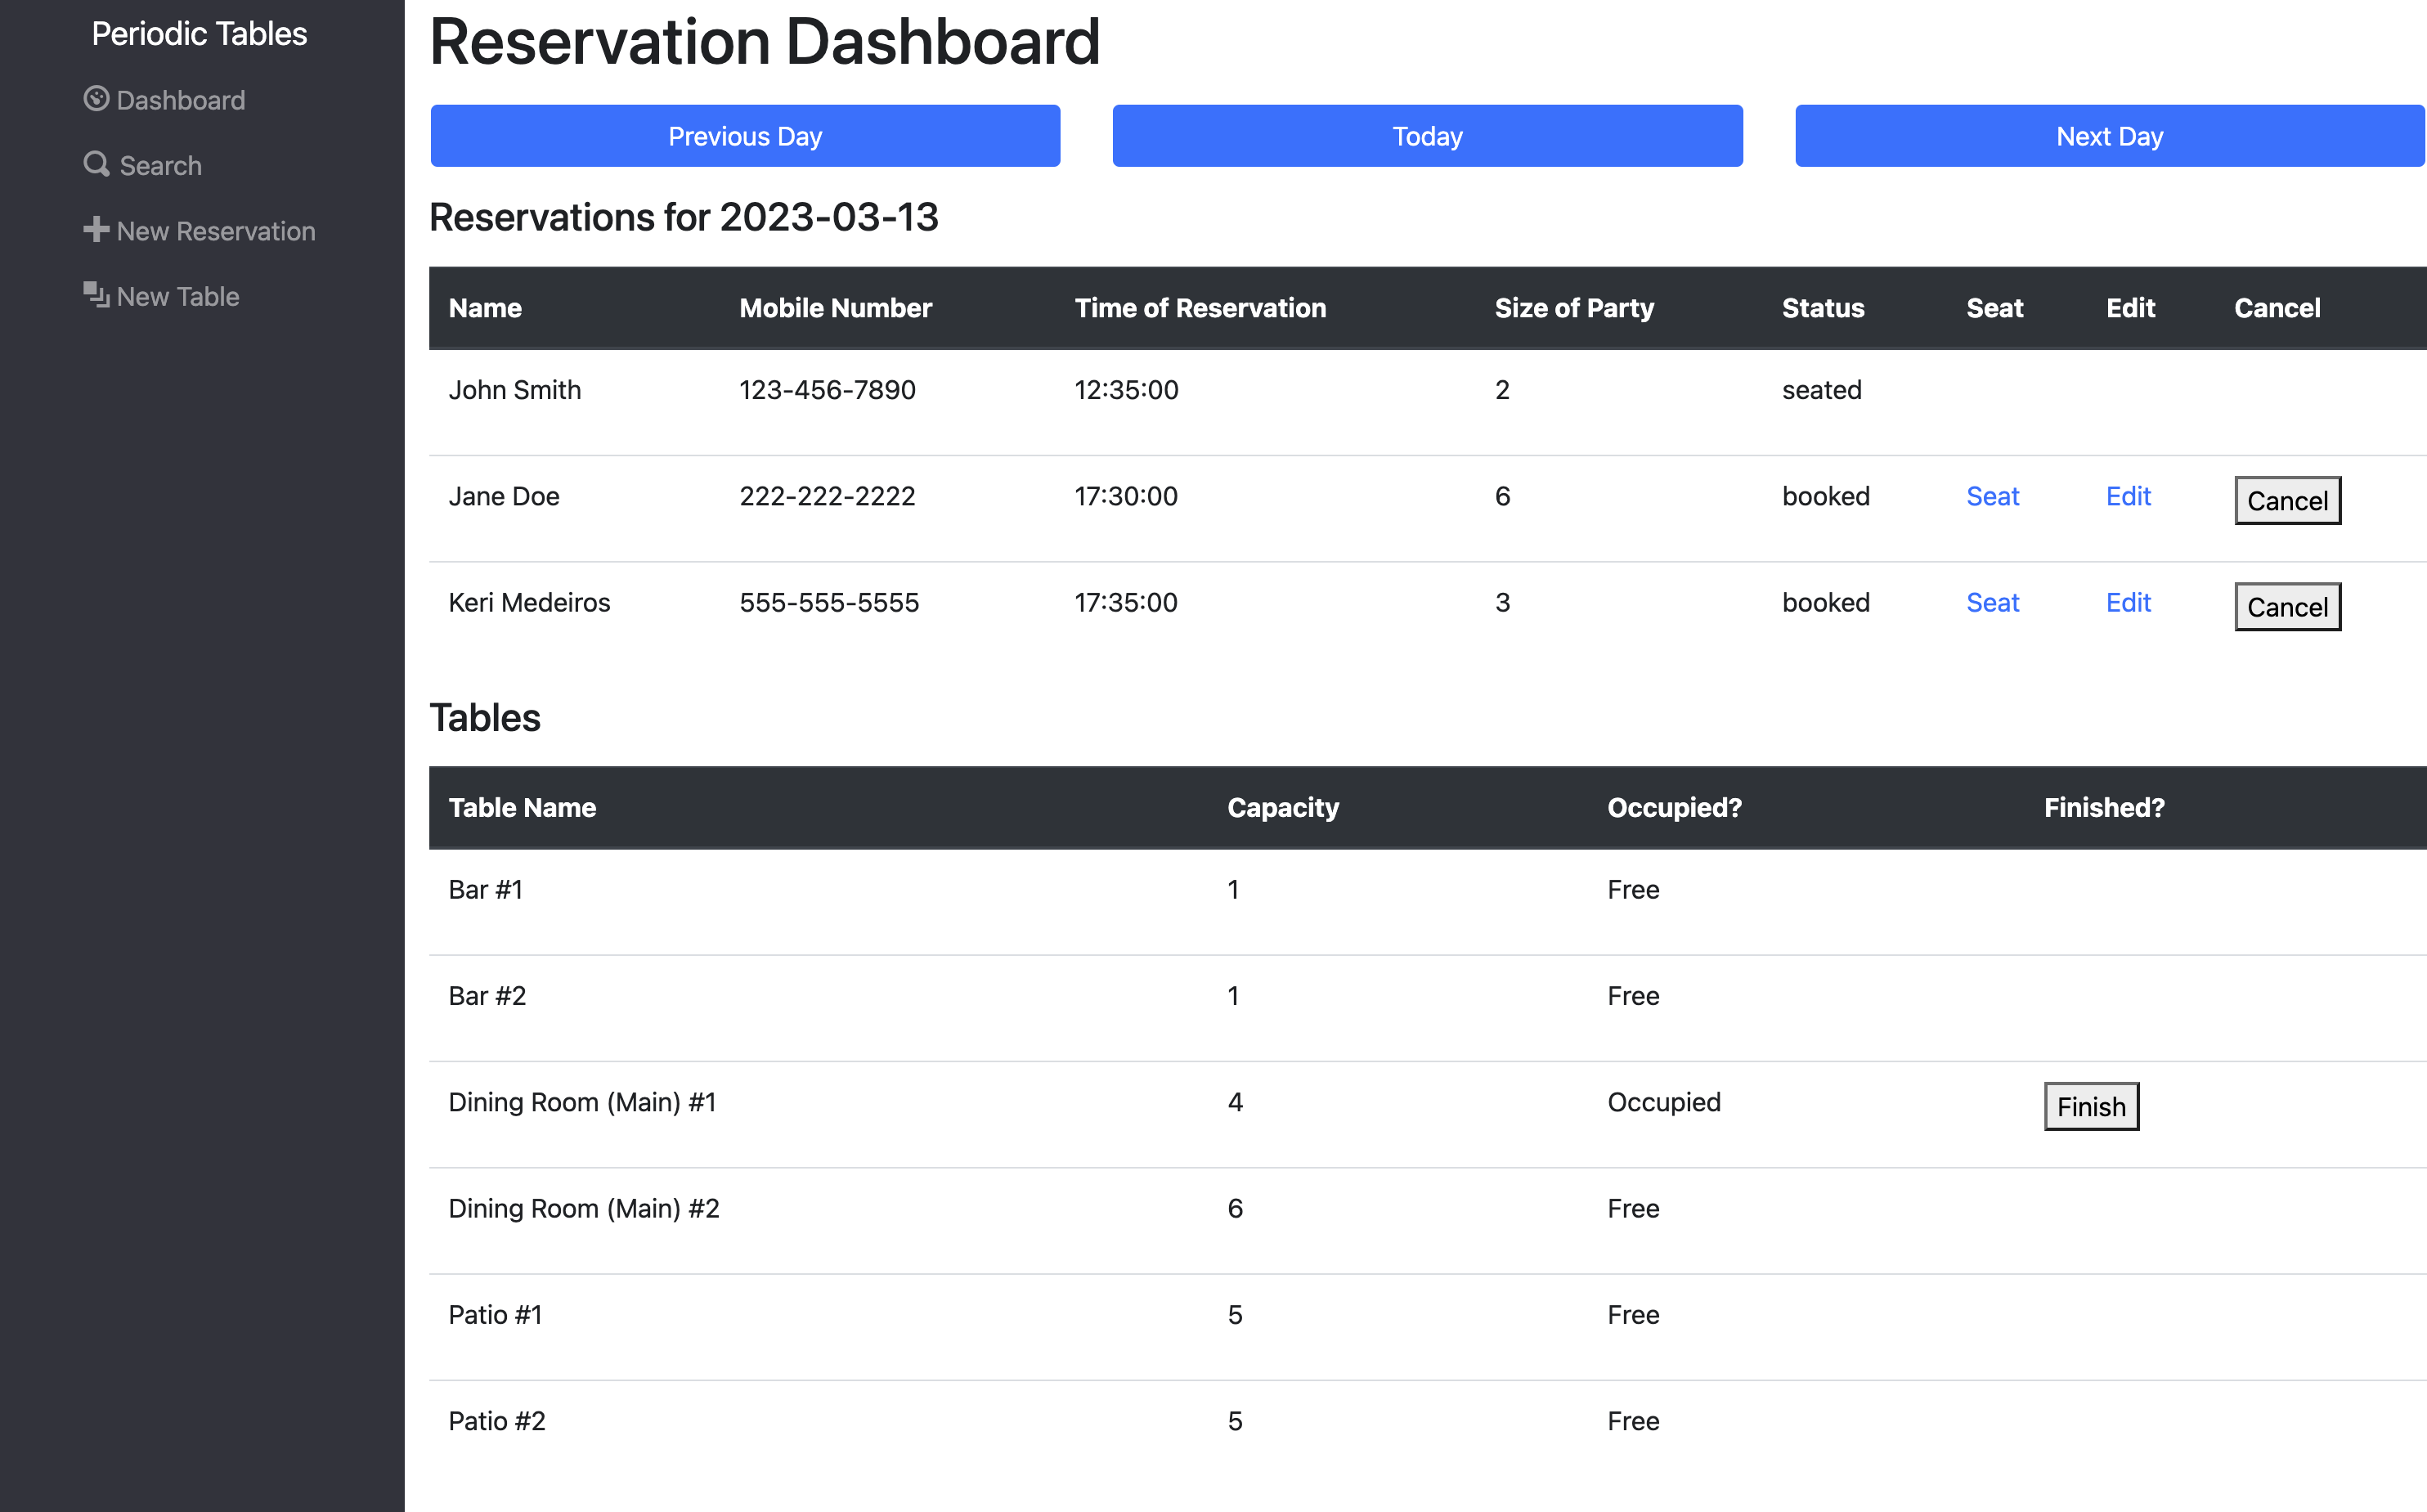 Periodic Tables
Dashboard
Search
New Reservation
New Table
Reservation Dashboard
Previous Day Today Next Day
Reservations for 2023-03-13
Name Mobile Number Time of Reservation Size of Party Status Seat Edit Cancel
John Smith 123-456-7890 12:35:00 2 seated
Jane Doe 222-222-2222 17:30:00 6 booked Seat Edit Cancel
Keri Medeiros 555-555-5555 17:35:00 3 booked Seat Edit Cancel
Tables
Table Name Capacity Occupied? Finished?
Bar #1 1 Free
Bar #2 1 Free
Dining Room (Main) #1 4 Occupied Finish
Dining Room (Main) #2 6 Free
Patio #1 5 Free
Patio #2 5 Free